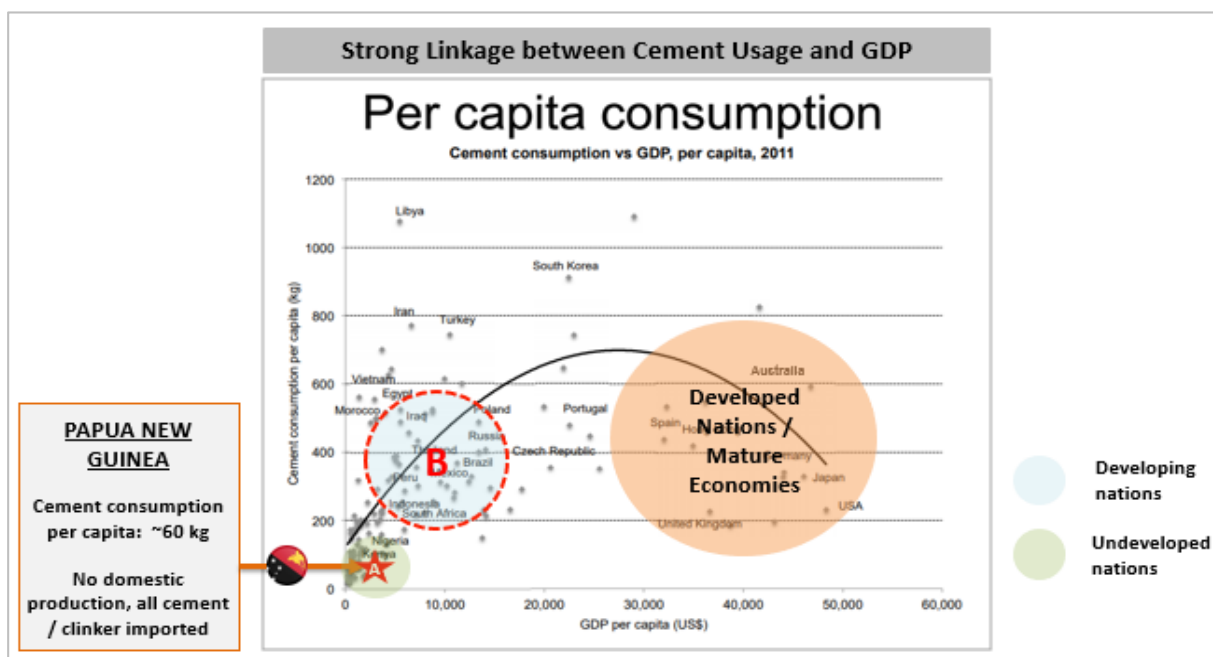 Strong Linkage between Cement Usage and GDP
Per capita consumption
Cement consumption vs GDP, per capita, 2011
Cement consumption per capita (kg)
1200
1000
800
600
400
200
0
Libya
South Korea
Iran
Turkey
Vietnam
Egypt
Morocco
Iraq
Poland
Portugal
Russia
Czech Republic
Brazil
B
Peru
Indonesia
South Africa
Nigeria
Kenya
A
Australia
Spain
Developed
Nations /
Mature
Economies
Germany
Japan
USA
United Kingdom
0
10,000
20,000
30,000
40,000
50,000
60,000
GDP per capita (US$)
PAPUA NEW
GUINEA
Cement consumption
per capita: ~60 kg
No domestic
production, all cement
/ clinker imported
Developing
nations
Undeveloped
nations